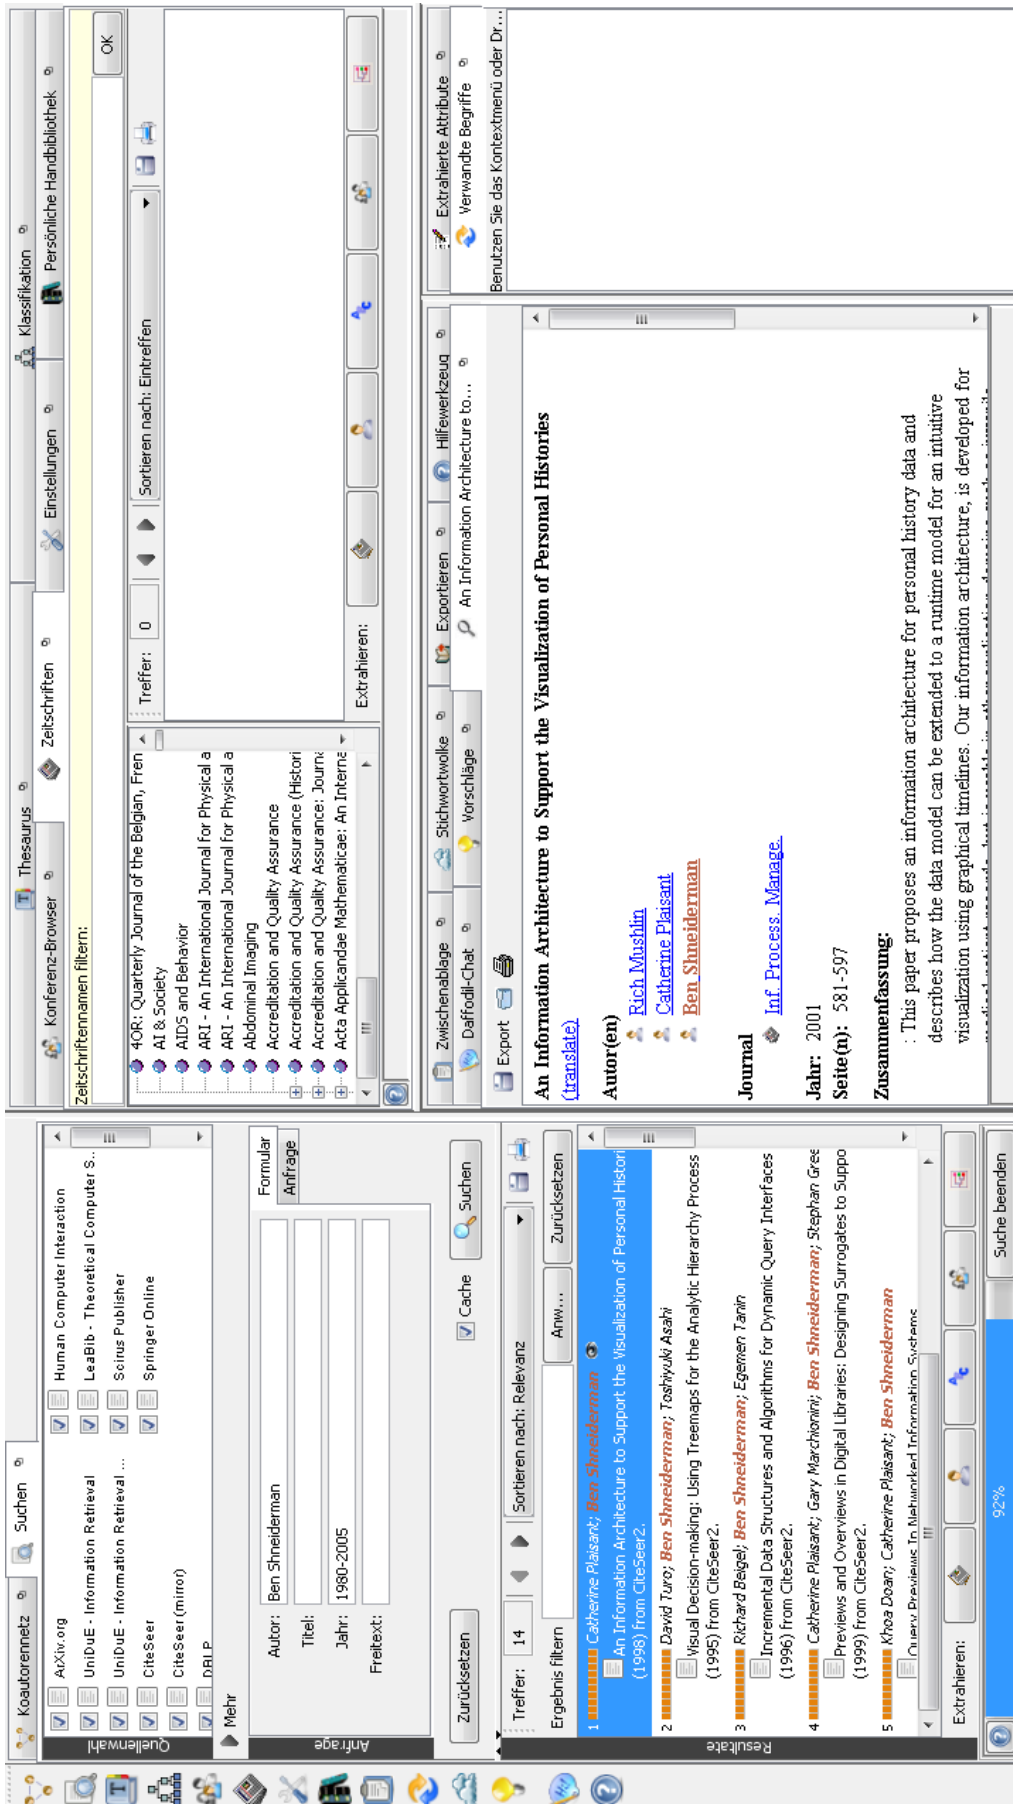 Koautorennetz
Suchen
Quellenwahl
ArXiv.org
Human Computer Interaction
UniDuE - Information Retrieval
LeaBib - Theoretical Computer S..
UniDuE - Information Retrieval ...
Scirus Publisher
CiteSeer
Springer Online
CiteSeer (mirror)
DBLP
Mehr
Anfrage
Autor: Ben Shneiderman
Titel:
Jahr: 1980-2005
Freitext:
Formular
Anfrage
Zurücksetzen
Cache
Suchen
Resultate
Treffer: 14
Sortieren nach: Relevanz
Ergebnis filtern
Anw...
Zurücksetzen
1 Catherine Plaisant; Ben Shneiderman
An Information Architecture to Support the Visualization of Personal Histori
(1998) from CiteSeer2.
2 David Turo; Ben Shneiderman; Toshiyuki Asahi
Visual Decision-making: Using Treemaps for the Analytic Hierarchy Process
(1995) from CiteSeer2.
3 Richard Beigel; Ben Shneiderman; Egemen Tanin
Incremental Data Structures and Algorithms for Dynamic Query Interfaces
(1996) from CiteSeer2.
4 Catherine Plaisant; Gary Marchionini; Ben Shneiderman; Stephan Gree
Previews and Overviews in Digital Libraries: Designing Surrogates to Suppo
(1999) from CiteSeer2.
5 Khoa Doan; Catherine Plaisant; Ben Shneiderman
Query Previews In Networked Information Systems
Extrahieren:
92%
Suche beenden
Thesaurus
Klassifikation
Konferenz-Browser
Zeitschriften
Einstellungen
Persönliche Handbibliothek
Zeitschriftennamen filtern:
OK
4OR: Quarterly Journal of the Belgian, Fren
AI & Society
AIDS and Behavior
ARI - An International Journal for Physical a
ARI - An International Journal for Physical a
Abdominal Imaging
Accreditation and Quality Assurance
Accreditation and Quality Assurance (Histori
Accreditation and Quality Assurance: Journa
Acta Applicandae Mathematicae: An Interna
Treffer: 0
Sortieren nach: Eintreffen
Extrahieren:
Zwischenablage
Stichwortwolke
Exportieren
Hilfewerkzeug
Daffodil-Chat
Vorschläge
An Information Architecture to...
Export
An Information Architecture to Support the Visualization of Personal Histories
(translate)
Autor(en)
Rich Mushlin
Catherine Plaisant
Ben Shneiderman
Journal
Inf. Process. Manage.
Jahr: 2001
Seite(n): 581-597
Zusammenfassung:
: This paper proposes an information architecture for personal history data and
describes how the data model can be extended to a runtime model for an intuitive
visualization using graphical timelines. Our information architecture, is developed for
Extrahierte Attribute
Verwandte Begriffe
Benutzen Sie das Kontextmenü oder Dr...